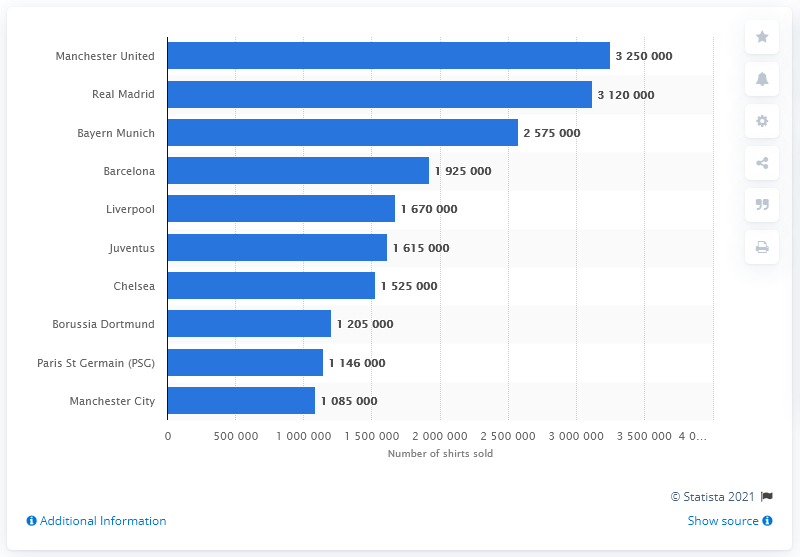 Manchester United 3 250 000
Real Madrid 3 120 000
Bayern Munich 2 575 000
Barcelona 1 925 000
Liverpool 1 670 000
Juventus 1 615 000
Chelsea 1 525 000
Borussia Dortmund 1 205 000
Paris St Germain (PSG) 1 146 000
Manchester City 1 085 000
0 500 000 1 000 000 1 500 000 2 000 000 2 500 000 3 000 000 3 500 000 4 0...
Number of shirts sold
© Statista 2021
Additional Information Show source